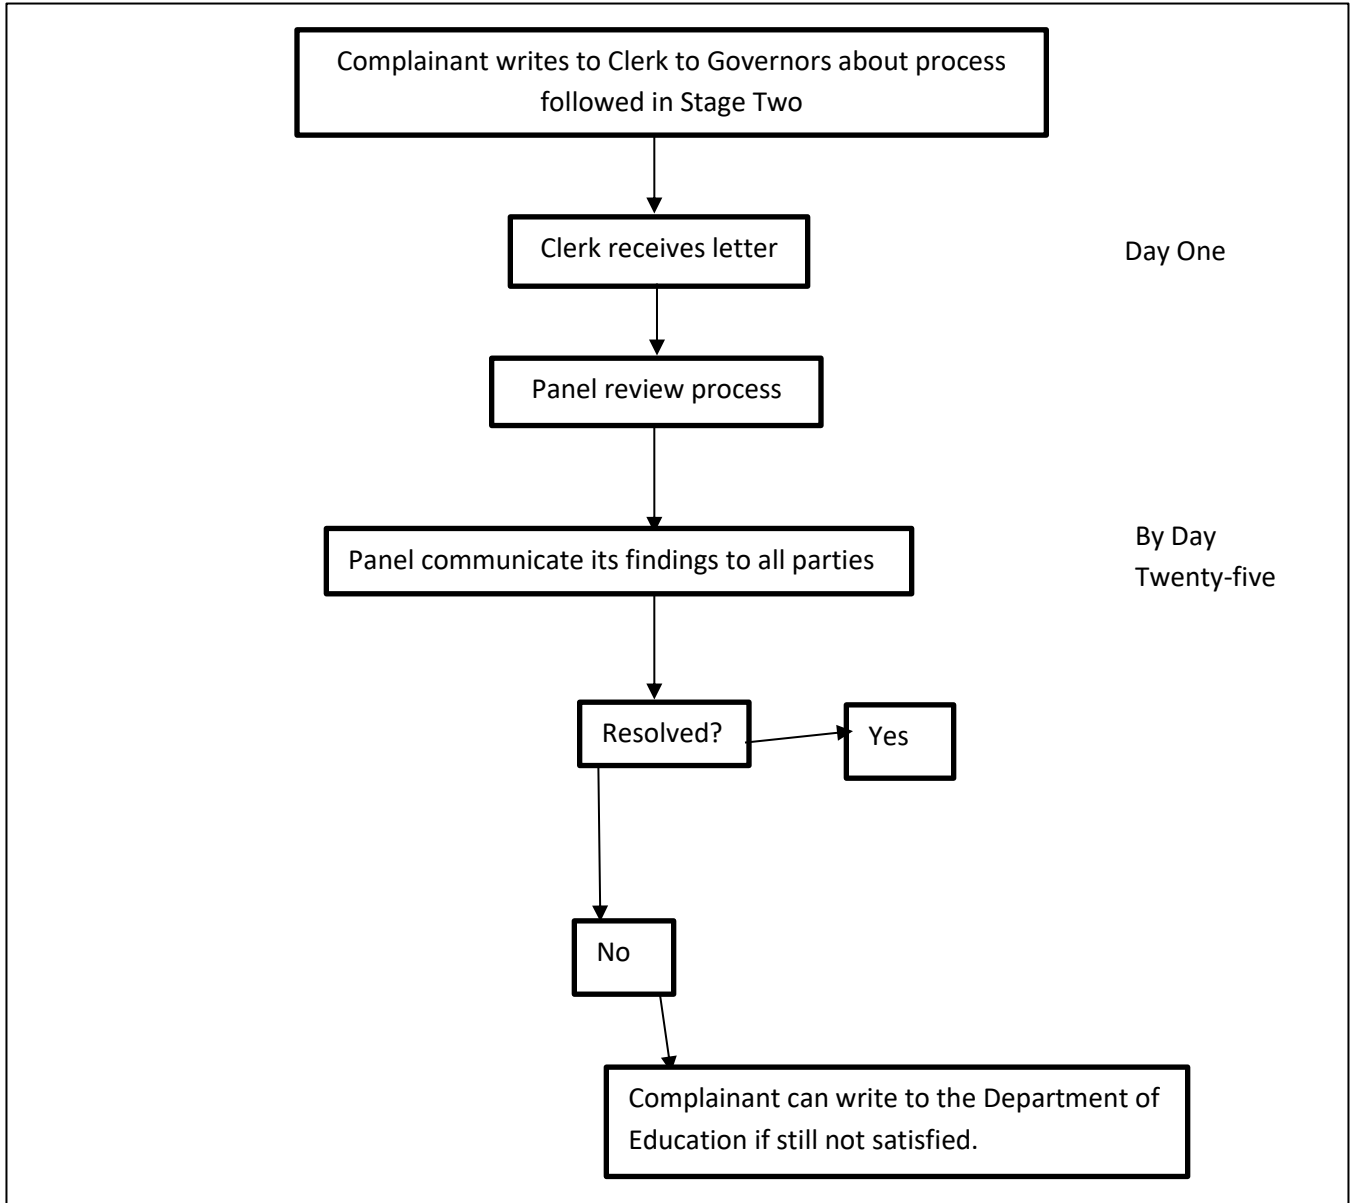 Complainant writes to Clerk to Governors about process
followed in Stage Two
Clerk receives letter
Day One
Panel review process
Panel communicate its findings to all parties
By Day
Twenty-five
Resolved?
Yes
No
Complainant can write to the Department of
Education if still not satisfied.